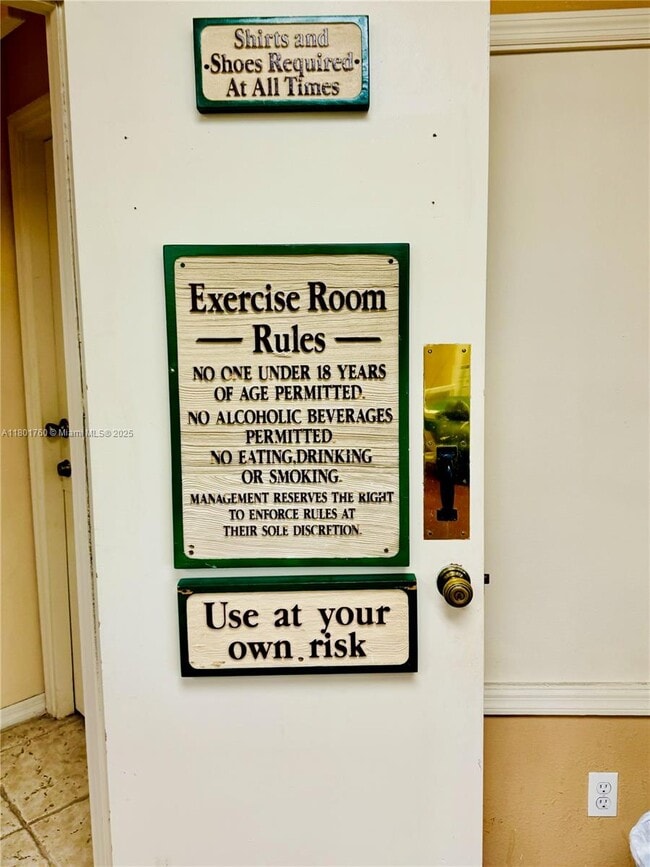 Shirts and
•Shoes Required•
At All Times
Exercise Room
— Rules —
NO ONE UNDER 18 YEARS
OF AGE PERMITTED.
NO ALCOHOLIC BEVERAGES
PERMITTED
NO EATING,DRINKING
OR SMOKING.
MANAGEMENT RESERVES THE RIGHT
TO ENFORCE RULES AT
THEIR SOLE DISCRETION.
A11801760 © Miami MLS® 2025
Use at your
own.risk